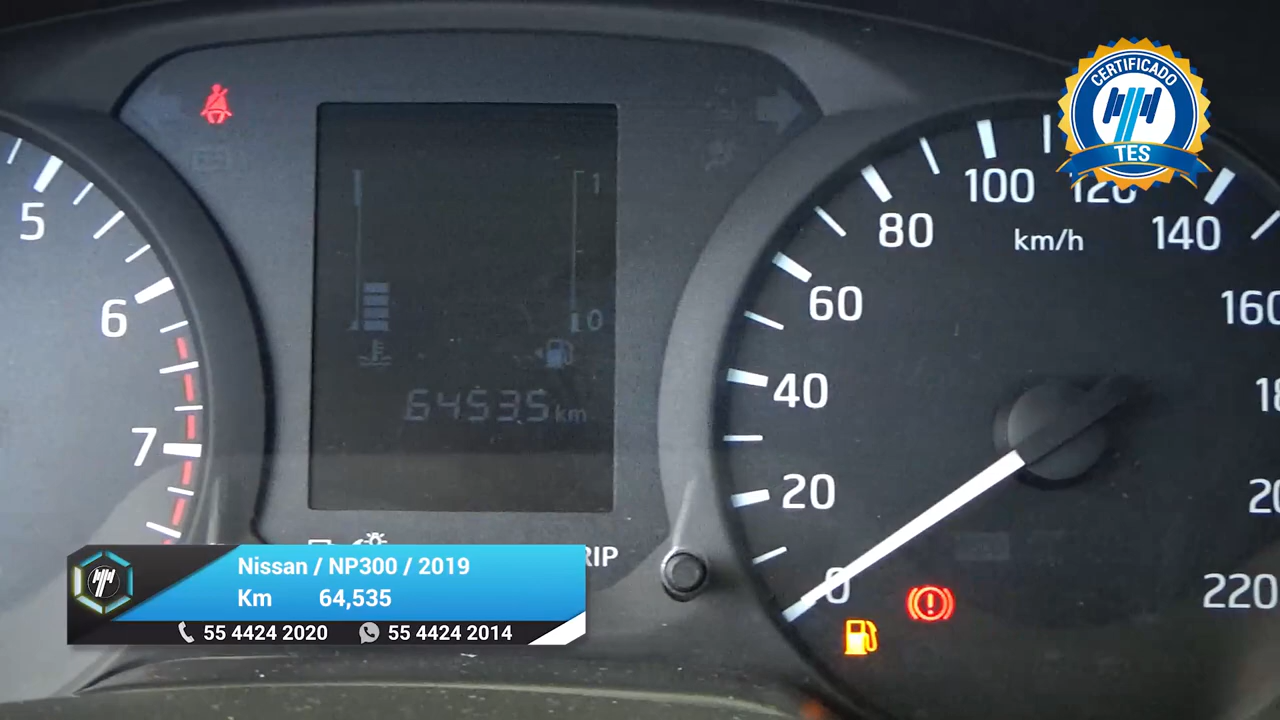 CERTIFICADO
TES
5
6
7
1
0
64535 km
0
20
40
60
80
100
120
140
160
220
km/h
Nissan / NP300 / 2019
Km 64,535
55 4424 2020 55 4424 2014